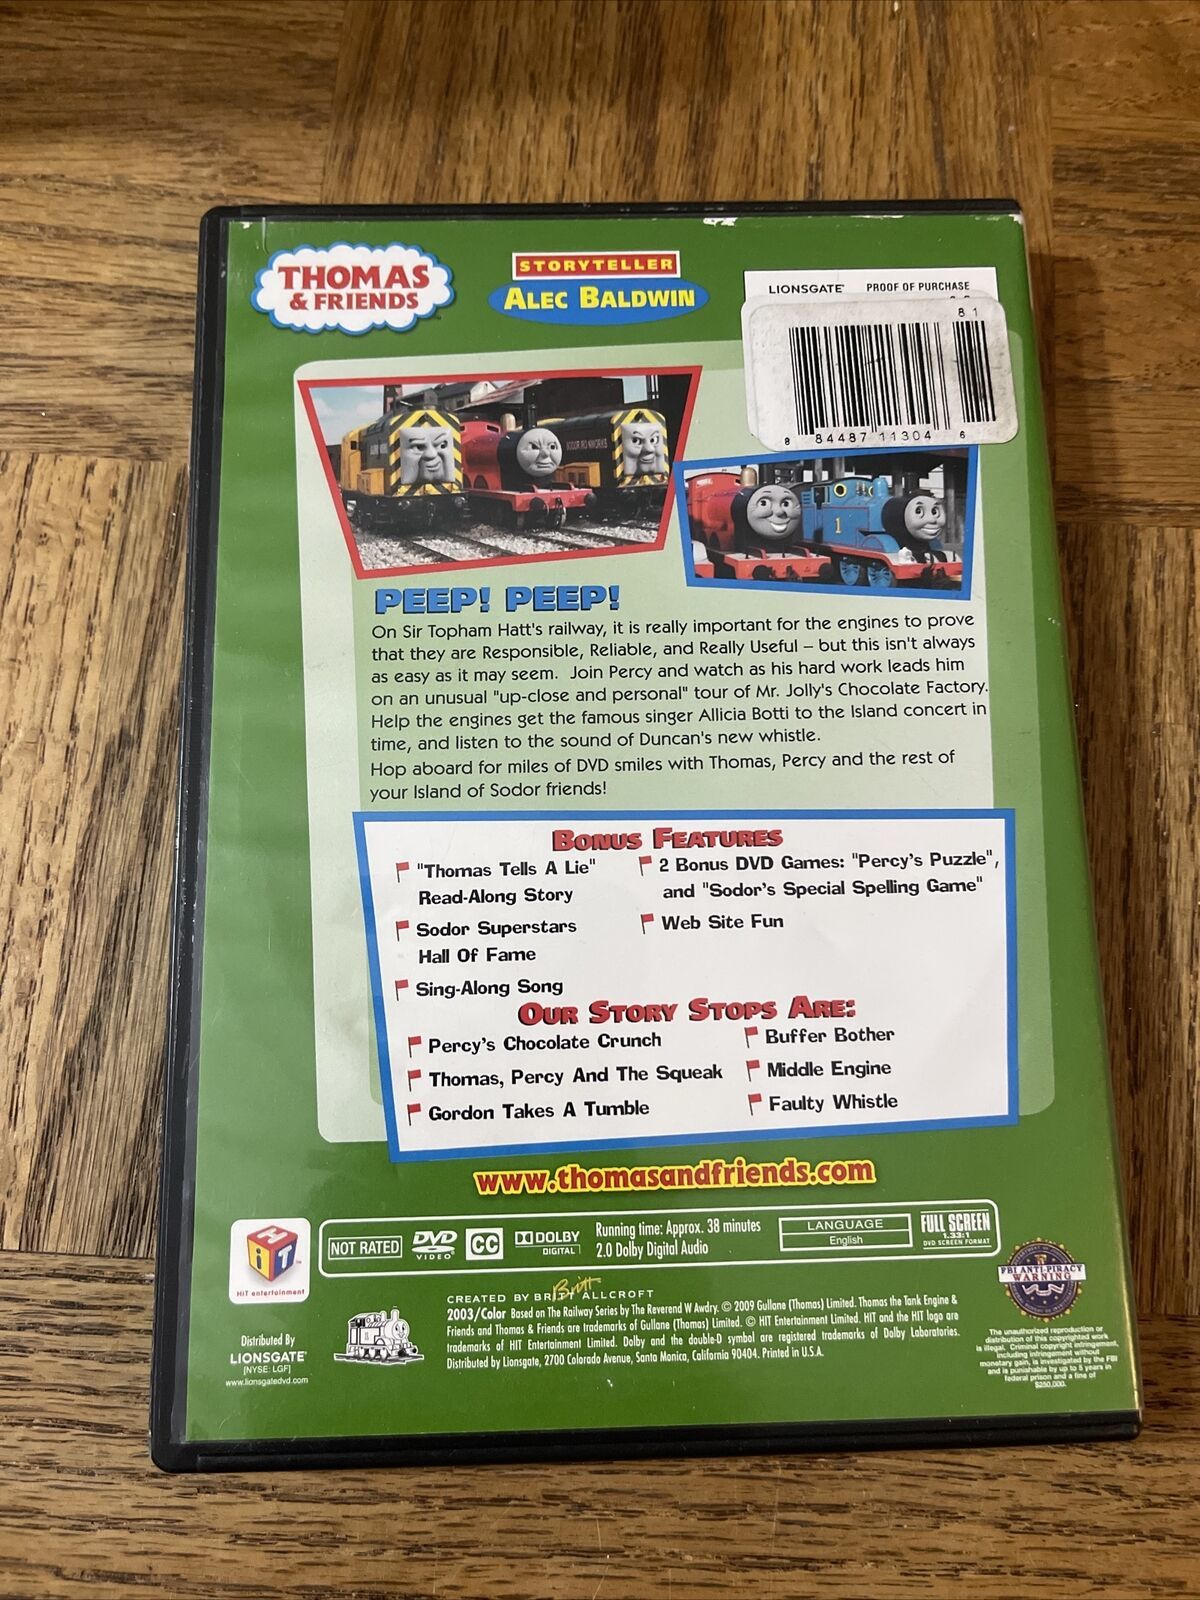 THOMAS
& FRIENDS
STORYTELLER
ALEC BALDWIN
LIONSGATE PROOF OF PURCHASE
81
8 84487 11304 6
SODOR IRONWORKS
1
PEEP! PEEP!
On Sir Topham Hatt's railway, it is really important for the engines to prove
that they are Responsible, Reliable, and Really Useful – but this isn't always
as easy as it may seem. Join Percy and watch as his hard work leads him
on an unusual "up-close and personal" tour of Mr. Jolly's Chocolate Factory.
Help the engines get the famous singer Allicia Botti to the Island concert in
time, and listen to the sound of Duncan's new whistle.
Hop aboard for miles of DVD smiles with Thomas, Percy and the rest of
your Island of Sodor friends!
BONUS FEATURES
"Thomas Tells A Lie"
Read-Along Story
Sodor Superstars
Hall Of Fame
Sing-Along Song
2 Bonus DVD Games: "Percy's Puzzle",
and "Sodor's Special Spelling Game"
Web Site Fun
OUR STORY STOPS ARE:
Percy's Chocolate Crunch
Thomas, Percy And The Squeak
Gordon Takes A Tumble
Buffer Bother
Middle Engine
Faulty Whistle
www.thomasandfriends.com
HiT
HiT entertainment
NOT RATED
DVD
VIDEO
CC
DOLBY
DIGITAL
Running time: Approx. 38 minutes
2.0 Dolby Digital Audio
LANGUAGE
English
FULL SCREEN
1.33:1
DVD SCREEN FORMAT
Distributed By
LIONSGATE
[NYSE: LGF]
www.lionsgatedvd.com
Britt
CREATED BY BRITT ALLCROFT
2003/Color Based on The Railway Series by The Reverend W Awdry. © 2009 Gullane (Thomas) Limited. Thomas the Tank Engine &
Friends and Thomas & Friends are trademarks of Gullane (Thomas) Limited. © HIT Entertainment Limited. HIT and the HIT logo are
trademarks of HIT Entertainment Limited. Dolby and the double-D symbol are registered trademarks of Dolby Laboratories.
Distributed by Lionsgate, 2700 Colorado Avenue, Santa Monica, California 90404. Printed in U.S.A.
FBI ANTI-PIRACY
WARNING
The unauthorized reproduction or
distribution of this copyrighted work
is illegal. Criminal copyright infringement,
including infringement without
monetary gain, is investigated by the FBI
and is punishable by up to 5 years in
federal prison and a fine of
$250,000.